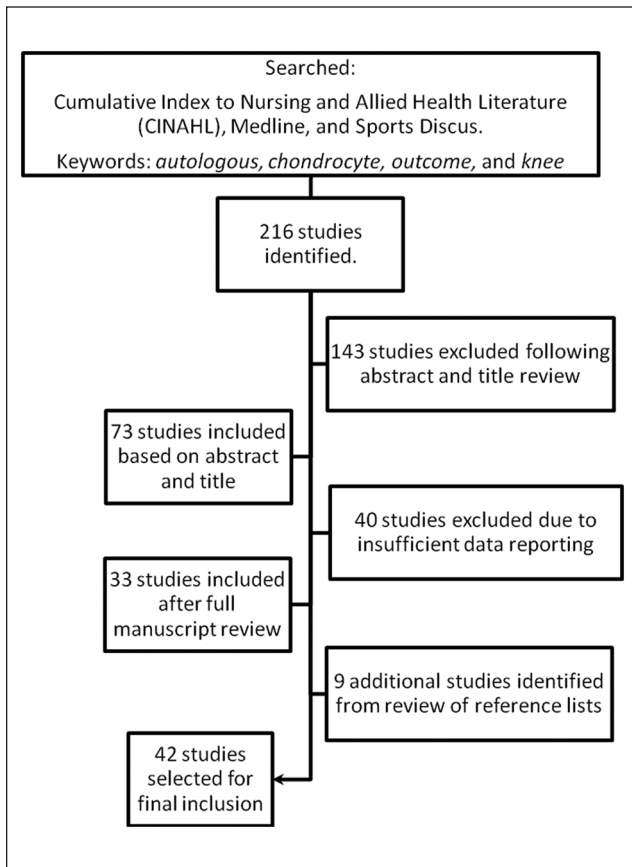 Searched:
Cumulative Index to Nursing and Allied Health Literature
(CINAHL), Medline, and Sports Discus.
Keywords: autologous, chondrocyte, outcome, and knee
216 studies
identified.
143 studies excluded following
abstract and title review
73 studies included
based on abstract
and title
40 studies excluded due to
insufficient data reporting
33 studies included
after full
manuscript review
9 additional studies identified
from review of reference lists
42 studies
selected for
final inclusion